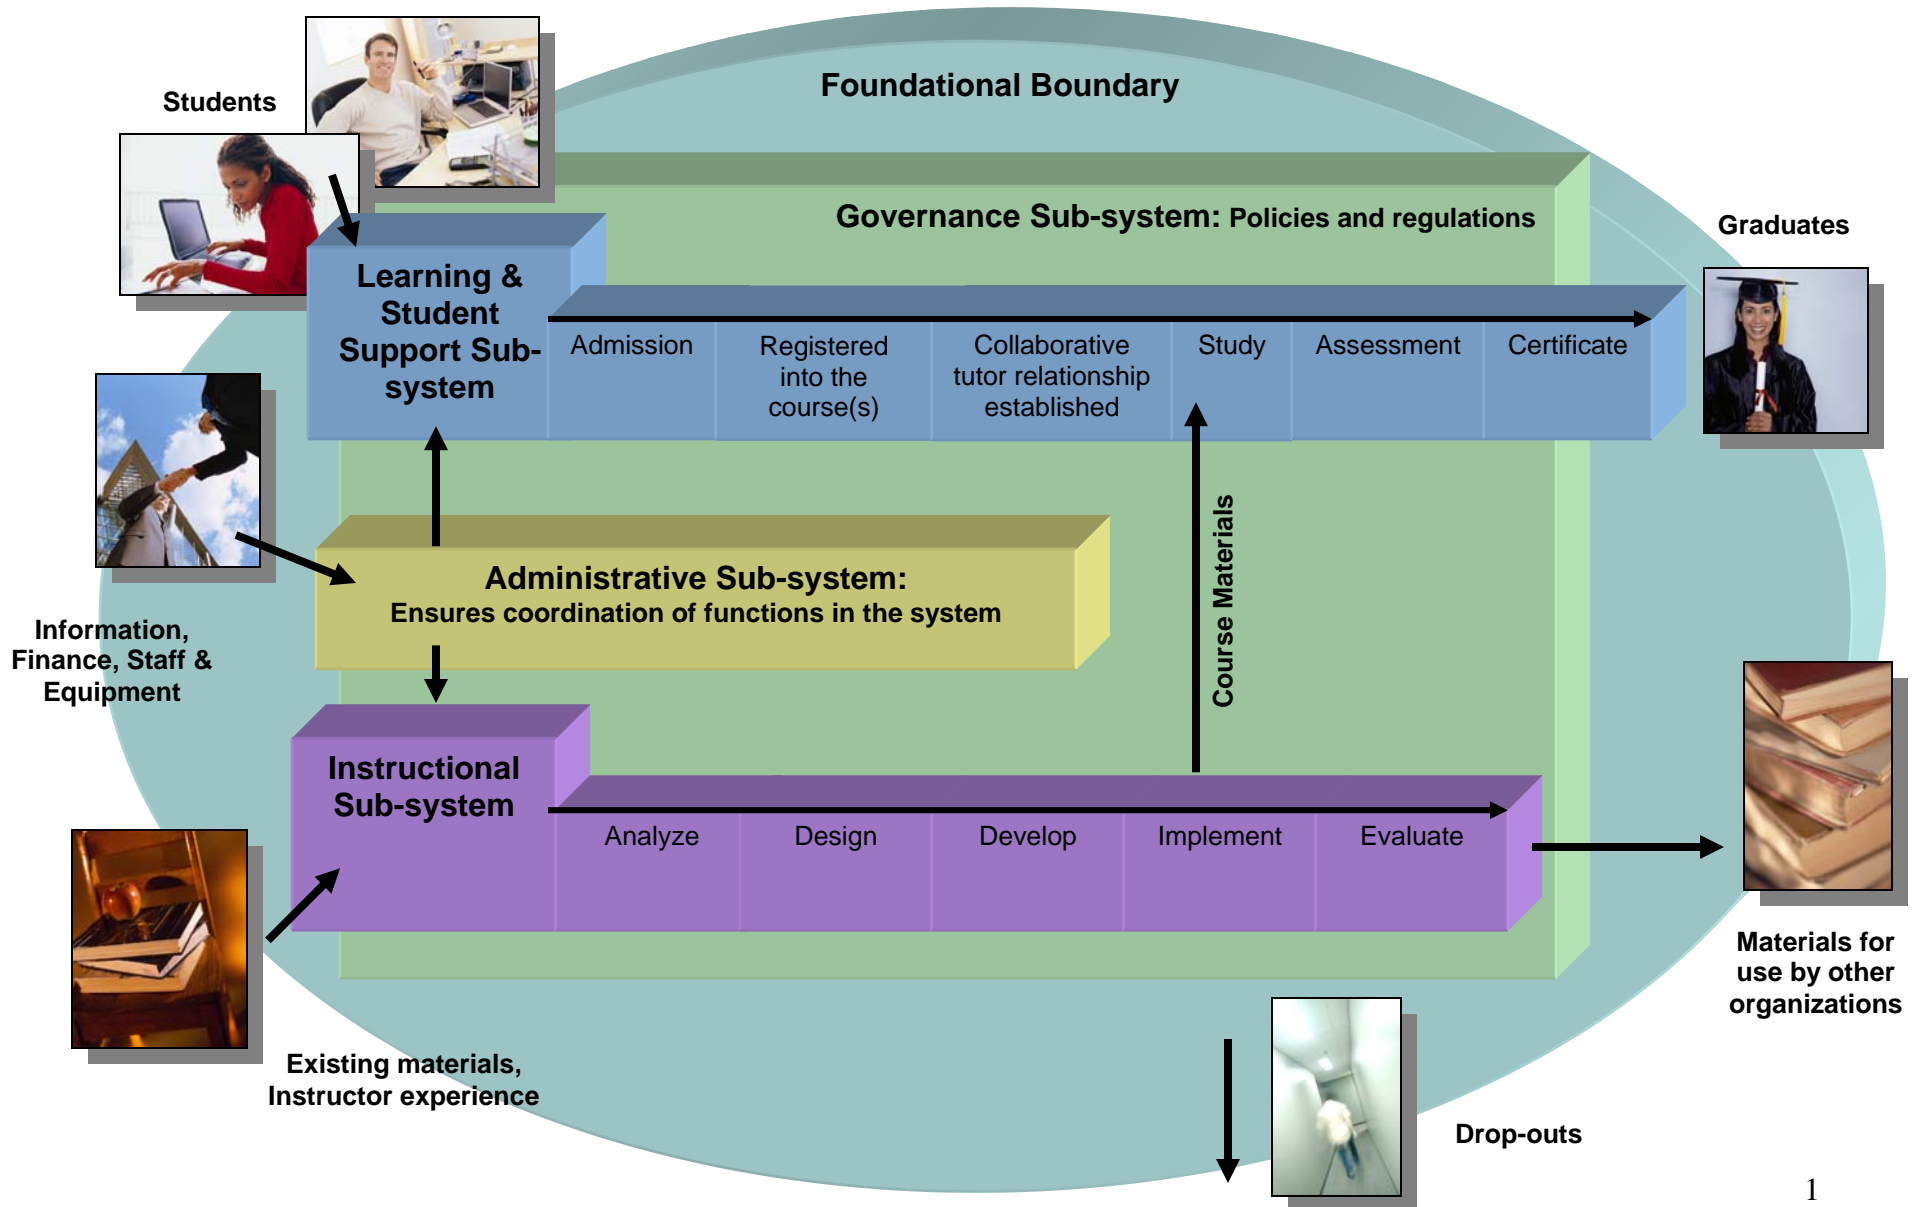 Foundational Boundary
Students
Governance Sub-system: Policies and regulations
Graduates
Learning &
Student
Support Sub-
system
Admission
Registered
into the
course(s)
Collaborative
tutor relationship
established
Study
Assessment
Certificate
Information,
Finance, Staff &
Equipment
Administrative Sub-system:
Ensures coordination of functions in the system
Course Materials
Instructional
Sub-system
Analyze
Design
Develop
Implement
Evaluate
Materials for
use by other
organizations
Existing materials,
Instructor experience
Drop-outs
1